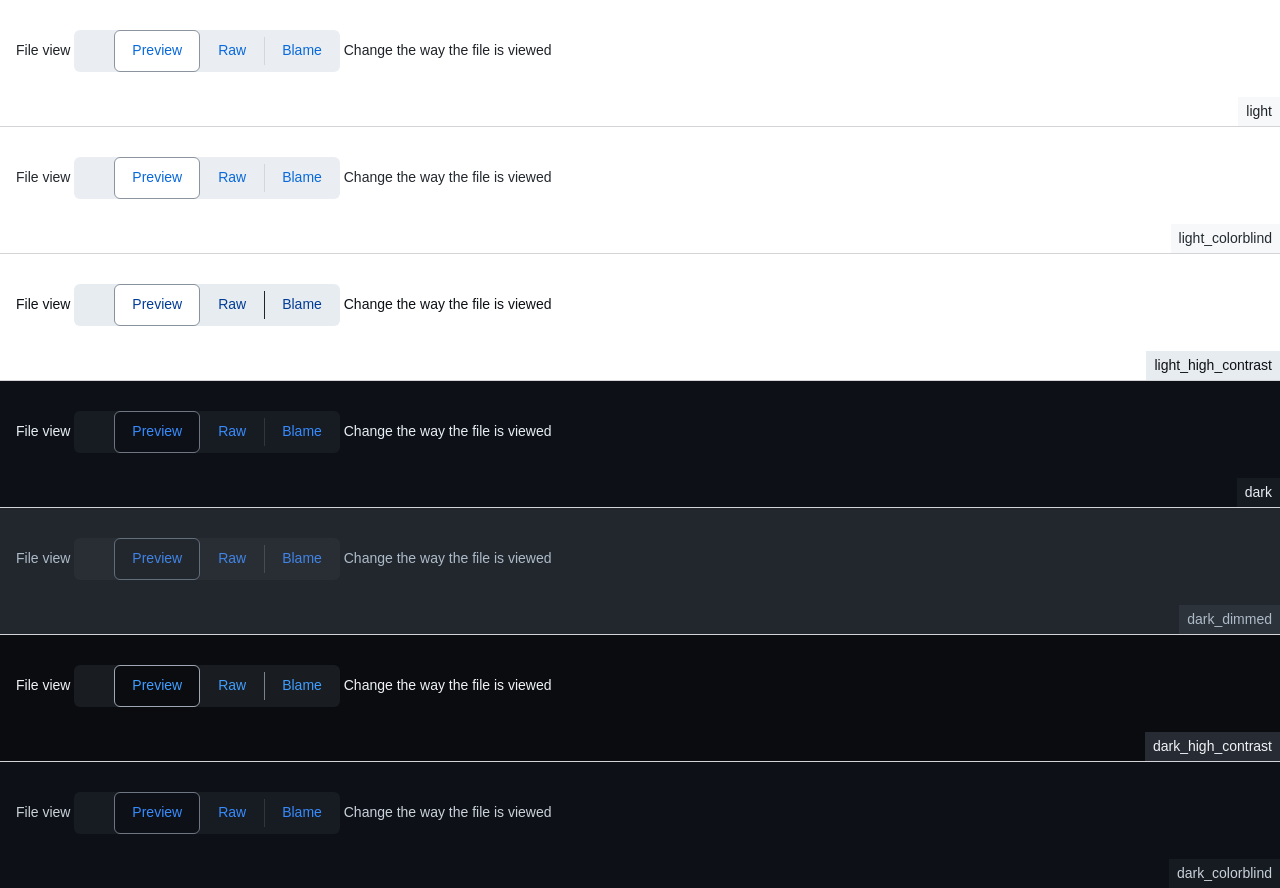 File view Preview Raw Blame Change the way the file is viewed
light
File view Preview Raw Blame Change the way the file is viewed
light_colorblind
File view Preview Raw Blame Change the way the file is viewed
light_high_contrast
File view Preview Raw Blame Change the way the file is viewed
dark
File view Preview Raw Blame Change the way the file is viewed
dark_dimmed
File view Preview Raw Blame Change the way the file is viewed
dark_high_contrast
File view Preview Raw Blame Change the way the file is viewed
dark_colorblind